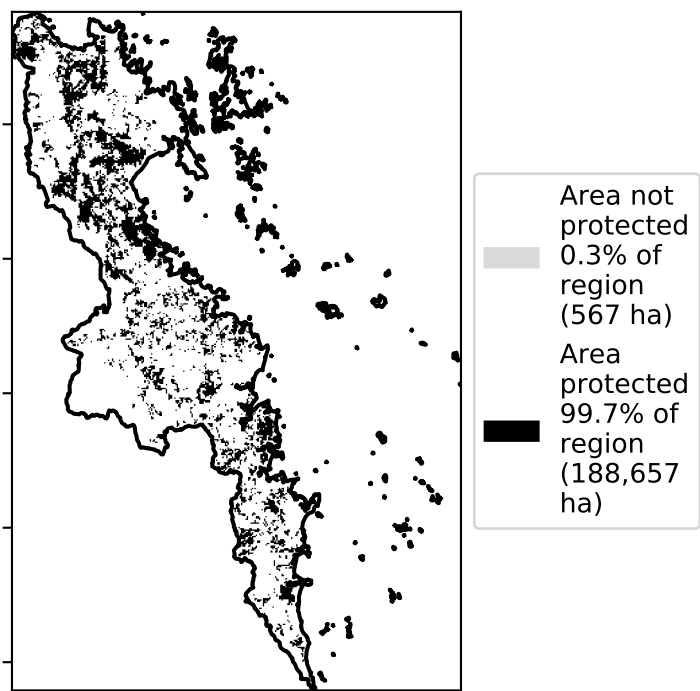 Area not
protected
0.3% of
region
(567 ha)
Area
protected
99.7% of
region
(188,657
ha)